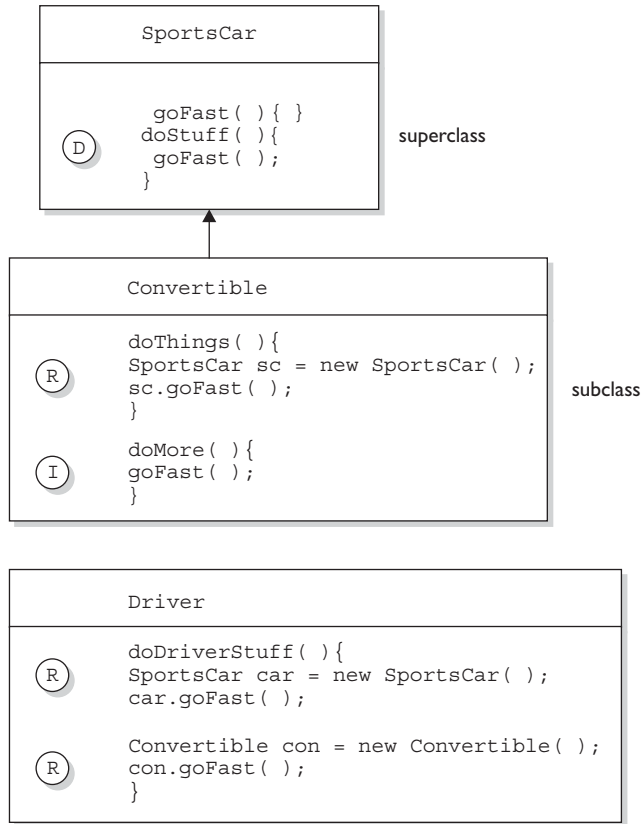 SportsCar
goFast( ){ }
D
doStuff( ){
goFast( );
}
superclass
Convertible
R
doThings( ){
SportsCar sc = new SportsCar( );
sc.goFast( );
}
subclass
I
doMore( ){
goFast( );
}
Driver
R
doDriverStuff( ){
SportsCar car = new SportsCar( );
car.goFast( );
R
Convertible con = new Convertible( );
con.goFast( );
}